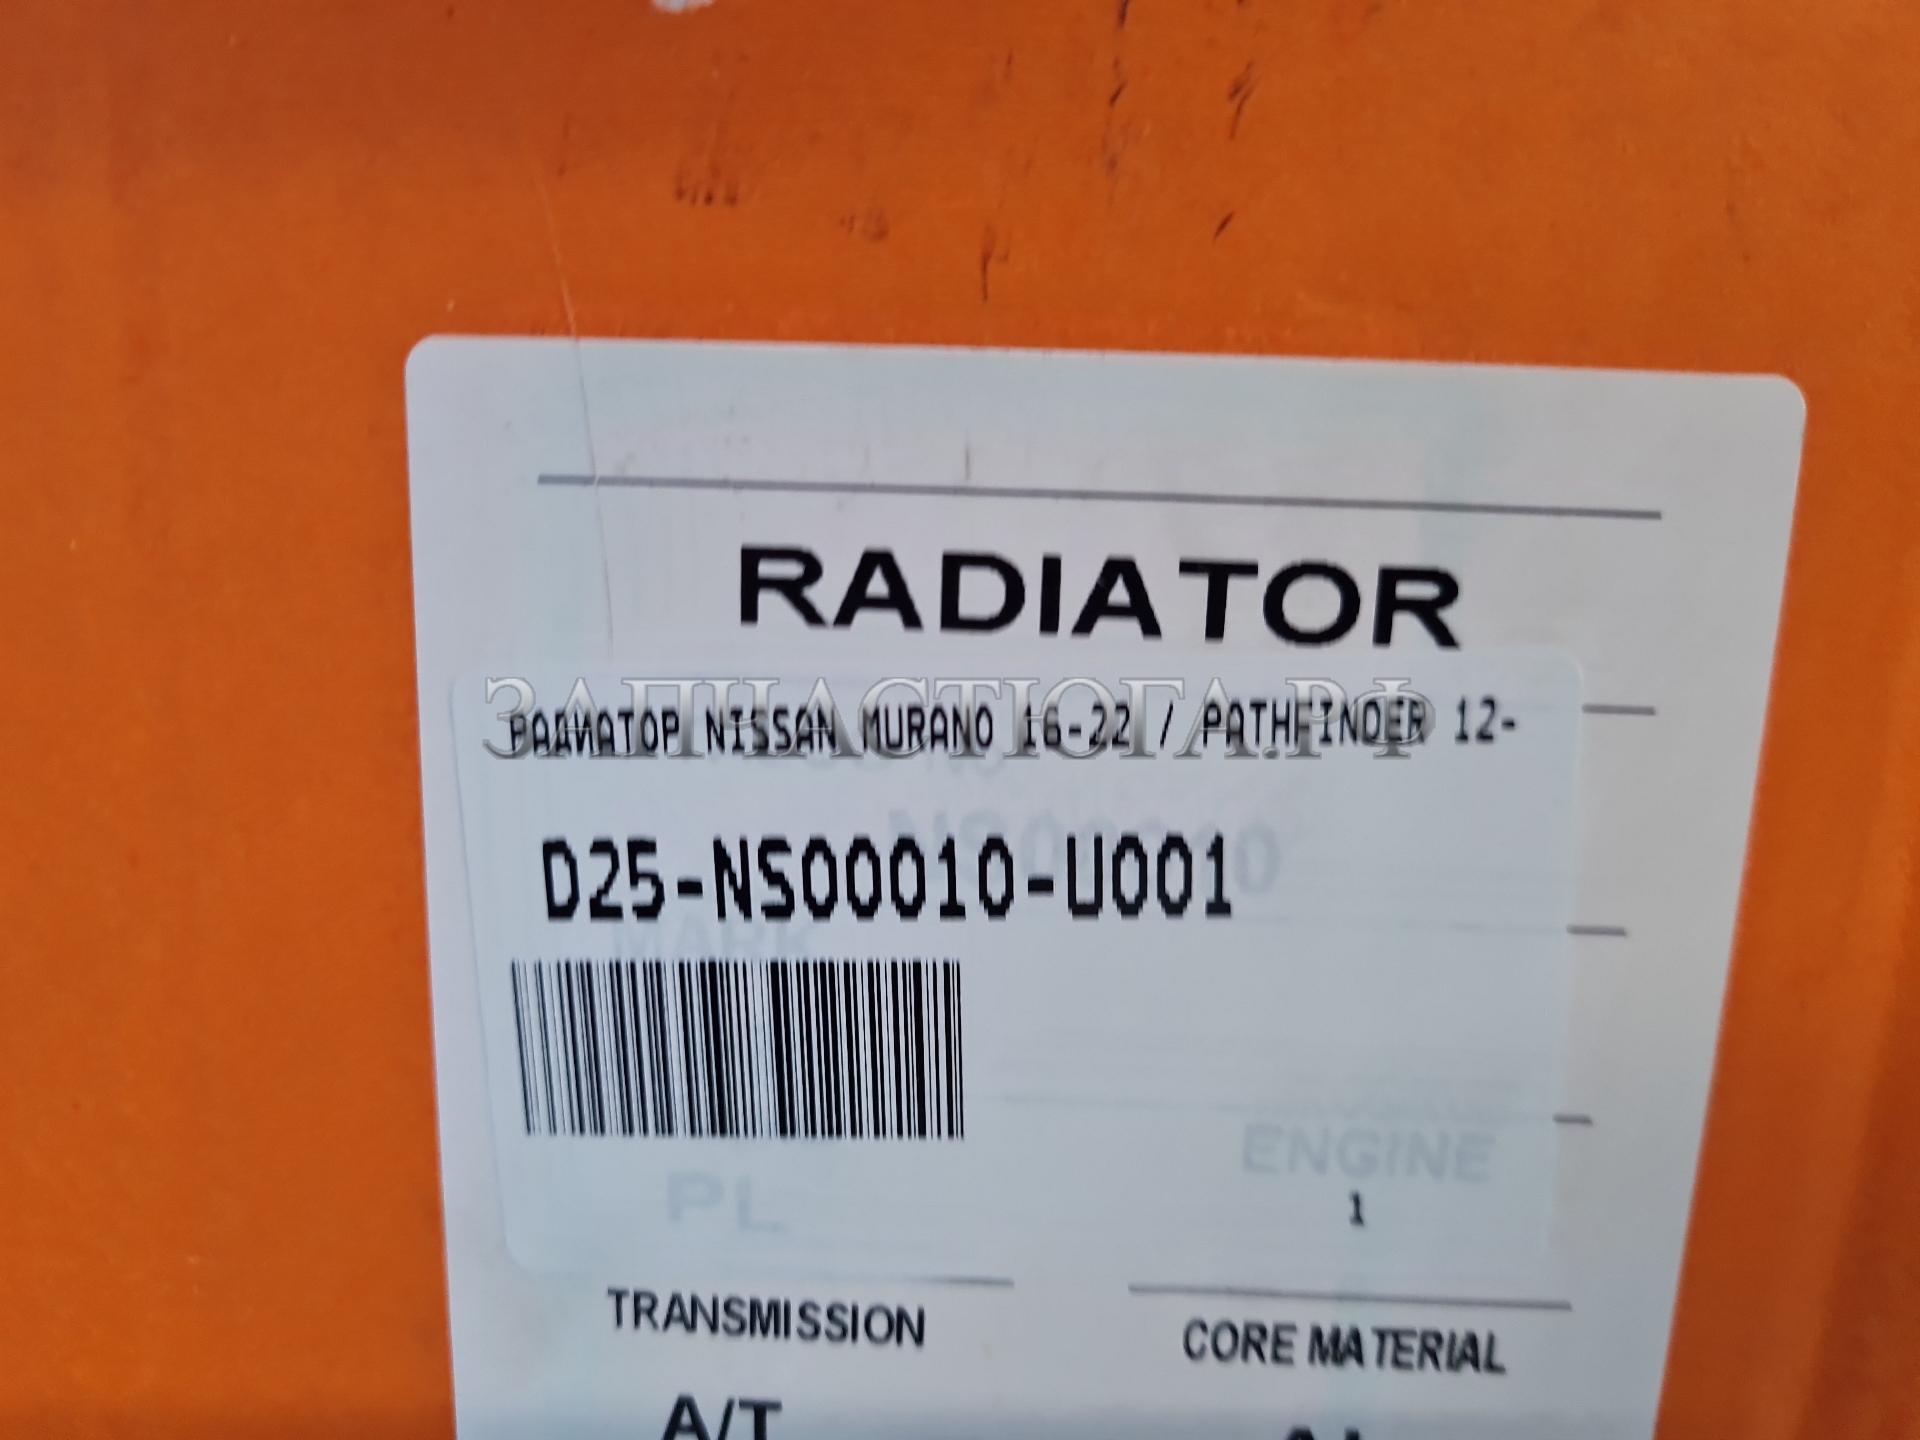 RADIATOR
ЗАПЧАСТЮГА.РФ
РАДИАТОР NISSAN MURANO 16-22 / PATHFINDER 12-
D25-NS00010-U001
MARK
ENGINE
PL
1
TRANSMISSION
CORE MATERIAL
A/T